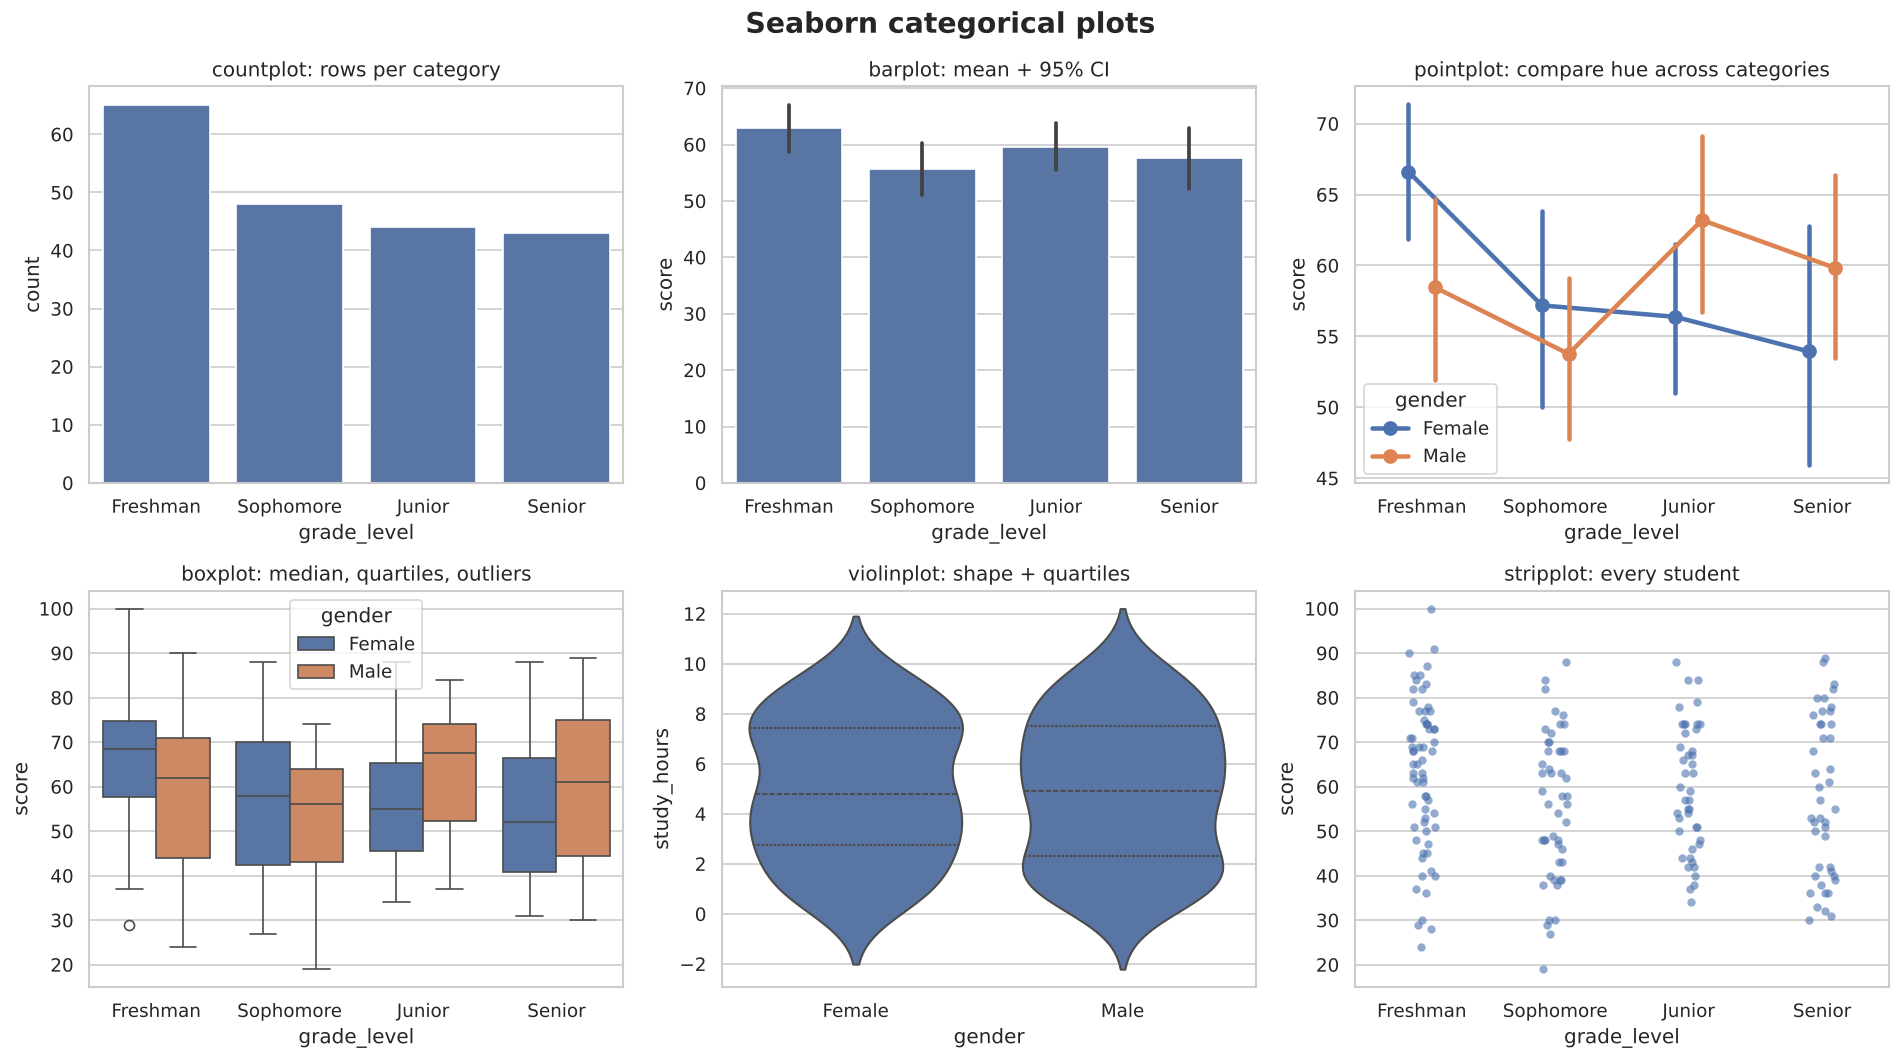 Seaborn categorical plots
countplot: rows per category
60
50
40
30
20
10
0
count
Freshman Sophomore Junior Senior
grade_level
barplot: mean + 95% CI
70
60
50
40
30
20
10
0
score
Freshman Sophomore Junior Senior
grade_level
pointplot: compare hue across categories
70
65
60
55
50
45
score
gender
Female
Male
Freshman Sophomore Junior Senior
grade_level
boxplot: median, quartiles, outliers
100
90
80
70
60
50
40
30
20
score
gender
Female
Male
Freshman Sophomore Junior Senior
grade_level
violinplot: shape + quartiles
12
10
8
6
4
2
0
−2
study_hours
Female Male
gender
stripplot: every student
100
90
80
70
60
50
40
30
20
score
Freshman Sophomore Junior Senior
grade_level